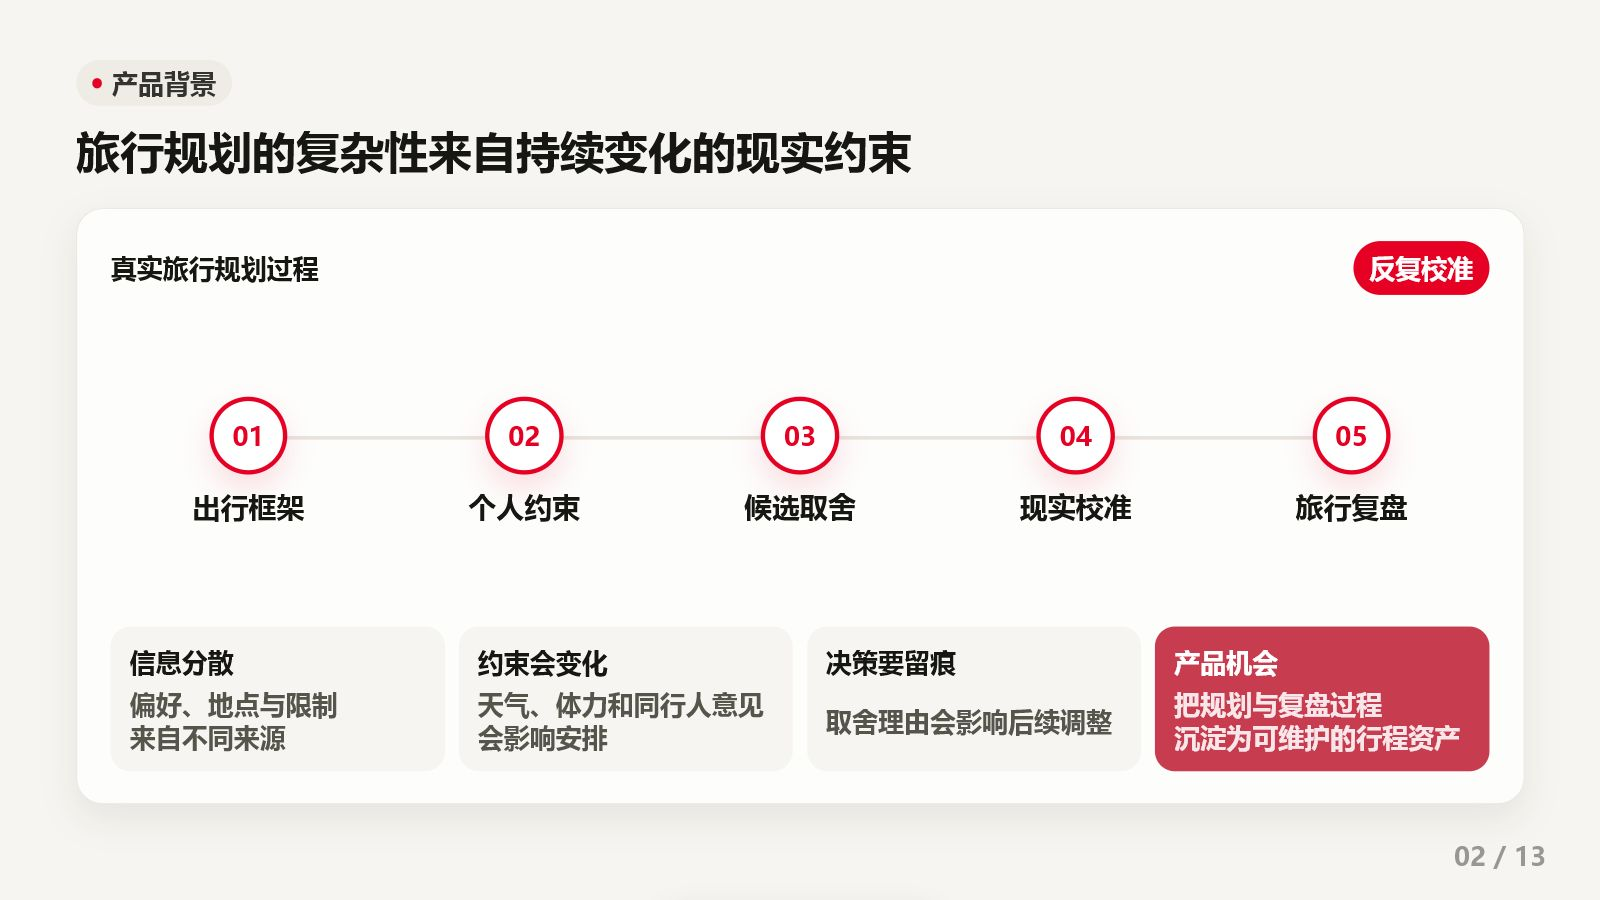 产品背景
旅行规划的复杂性来自持续变化的现实约束
真实旅行规划过程
反复校准
01
02
03
04
05
出行框架
个人约束
候选取舍
现实校准
旅行复盘
信息分散
偏好、地点与限制
来自不同来源
约束会变化
天气、体力和同行人意见
会影响安排
决策要留痕
取舍理由会影响后续调整
产品机会
把规划与复盘过程
沉淀为可维护的行程资产
02 / 13